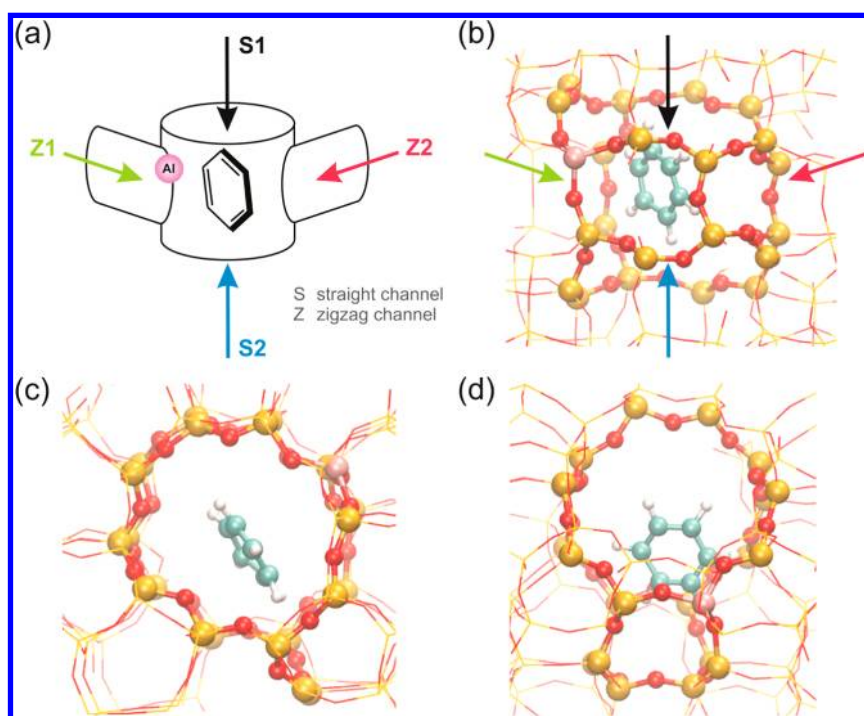 (a)
S1
Z1
Al
Z2
S straight channel
Z zigzag channel
S2
(b)
(c)
(d)